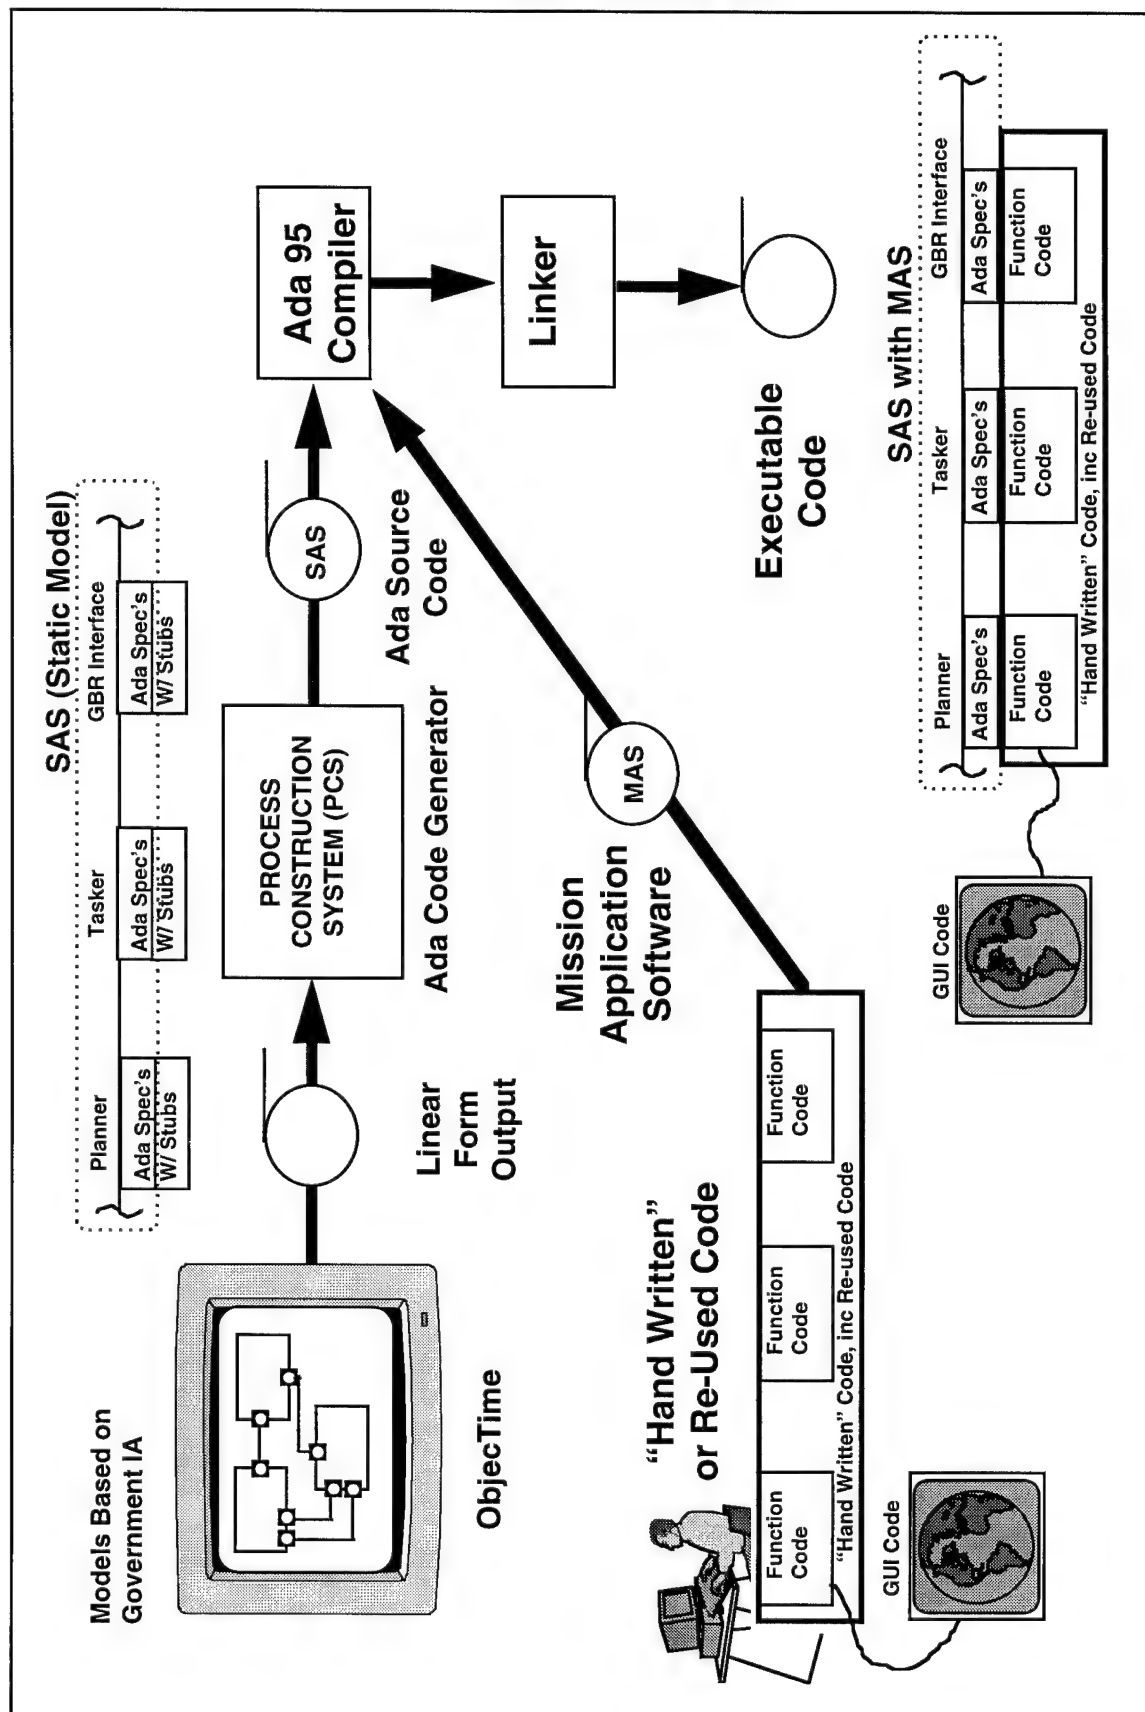 SAS (Static Model)
Planner
Tasker
GBR Interface
Ada Spec's
W/ Stubs
Ada Spec's
W/ Stubs
Ada Spec's
W/ Stubs
Models Based on
Government IA
ObjecTime
Linear
Form
Output
PROCESS
CONSTRUCTION
SYSTEM (PCS)
Ada Code Generator
SAS
Ada Source
Code
Ada 95
Compiler
Linker
Executable
Code
Mission
Application
Software
MAS
"Hand Written"
or Re-Used Code
Function
Code
Function
Code
Function
Code
"Hand Written" Code, inc Re-used Code
GUI Code
SAS with MAS
Planner
Tasker
GBR Interface
Ada Spec's
Ada Spec's
Ada Spec's
Function
Code
Function
Code
Function
Code
"Hand Written" Code, inc Re-used Code
GUI Code